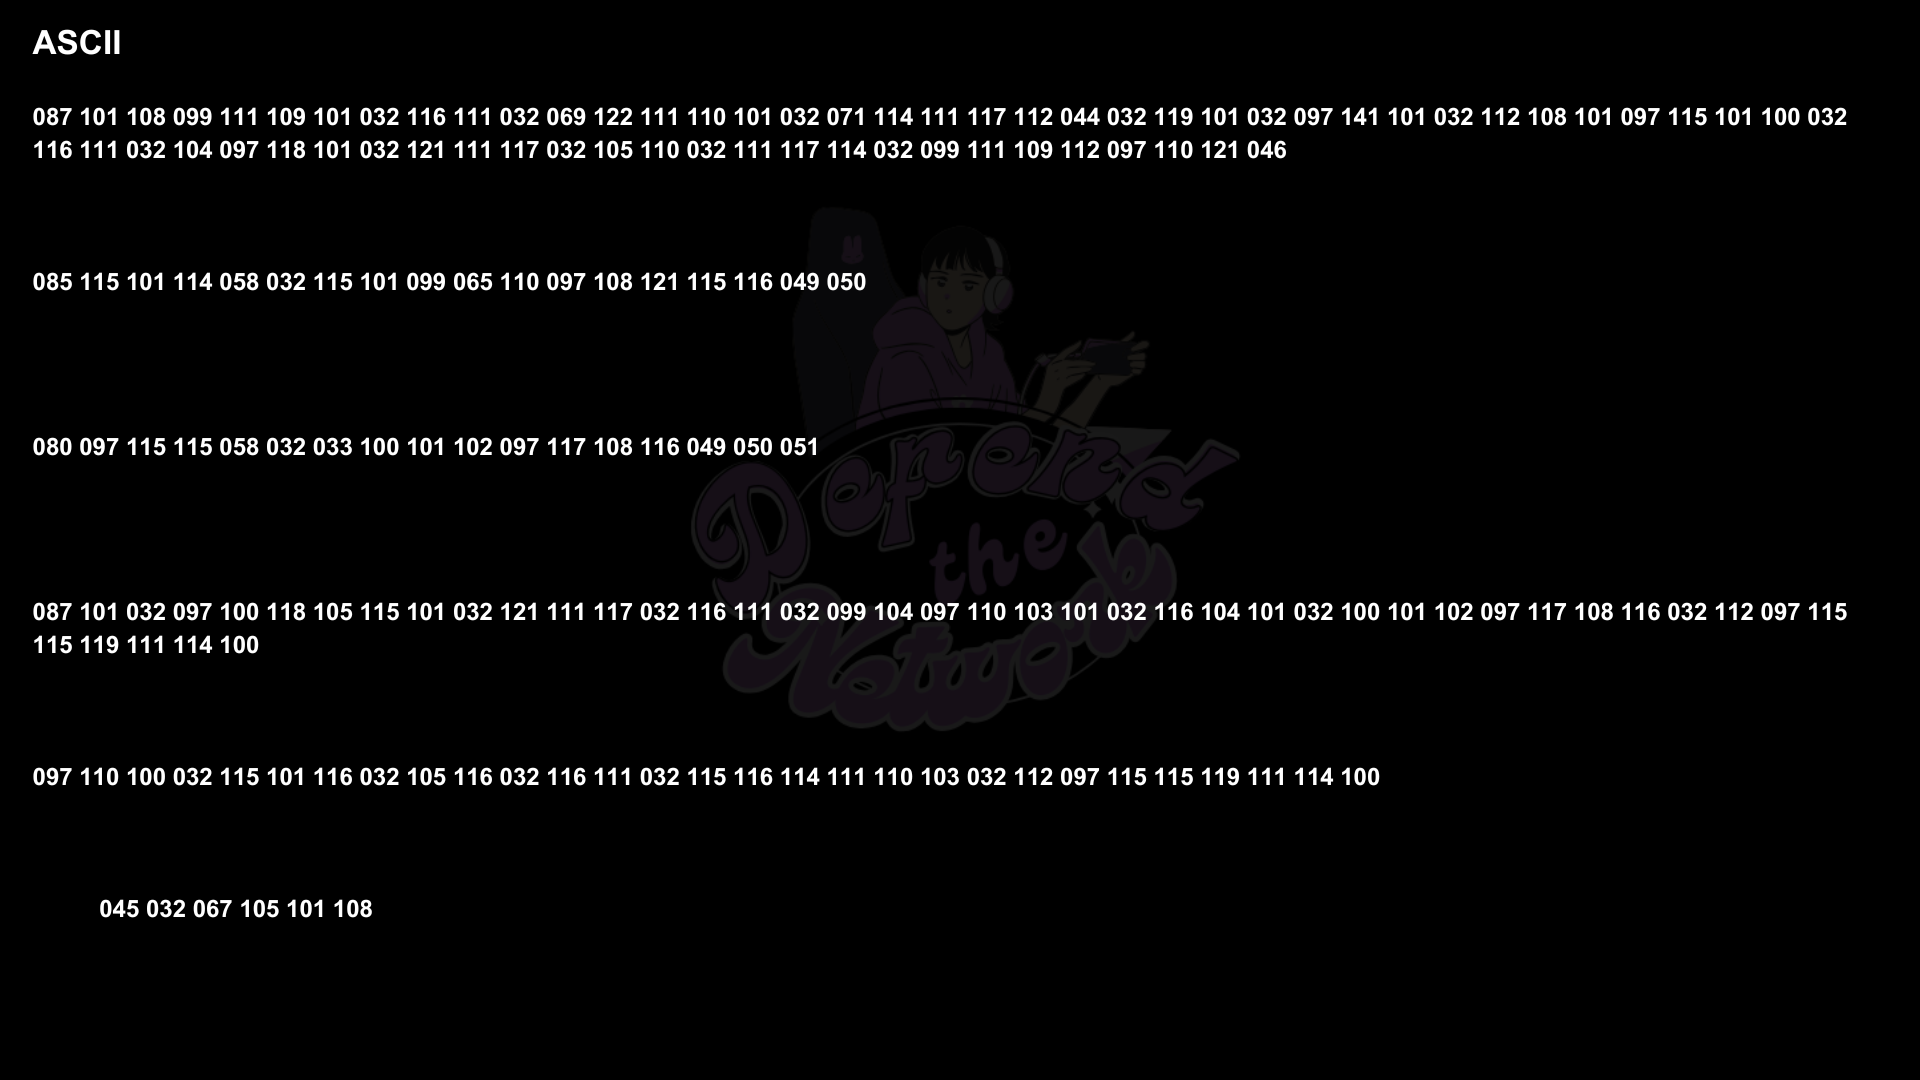 ASCII
087 101 108 099 111 109 101 032 116 111 032 069 122 111 110 101 032 071 114 111 117 112 044 032 119 101 032 097 141 101 032 112 108 101 097 115 101 100 032
116 111 032 104 097 118 101 032 121 111 117 032 105 110 032 111 117 114 032 099 111 109 112 097 110 121 046
085 115 101 114 058 032 115 101 099 065 110 097 108 121 115 116 049 050
080 097 115 115 058 032 033 100 101 102 097 117 108 116 049 050 051
Depend
the
Network
087 101 032 097 100 118 105 115 101 032 121 111 117 032 116 111 032 099 104 097 110 103 101 032 116 104 101 032 100 101 102 097 117 108 116 032 112 097 115
115 119 111 114 100
097 110 100 032 115 101 116 032 105 116 032 116 111 032 115 116 114 111 110 103 032 112 097 115 115 119 111 114 100
045 032 067 105 101 108